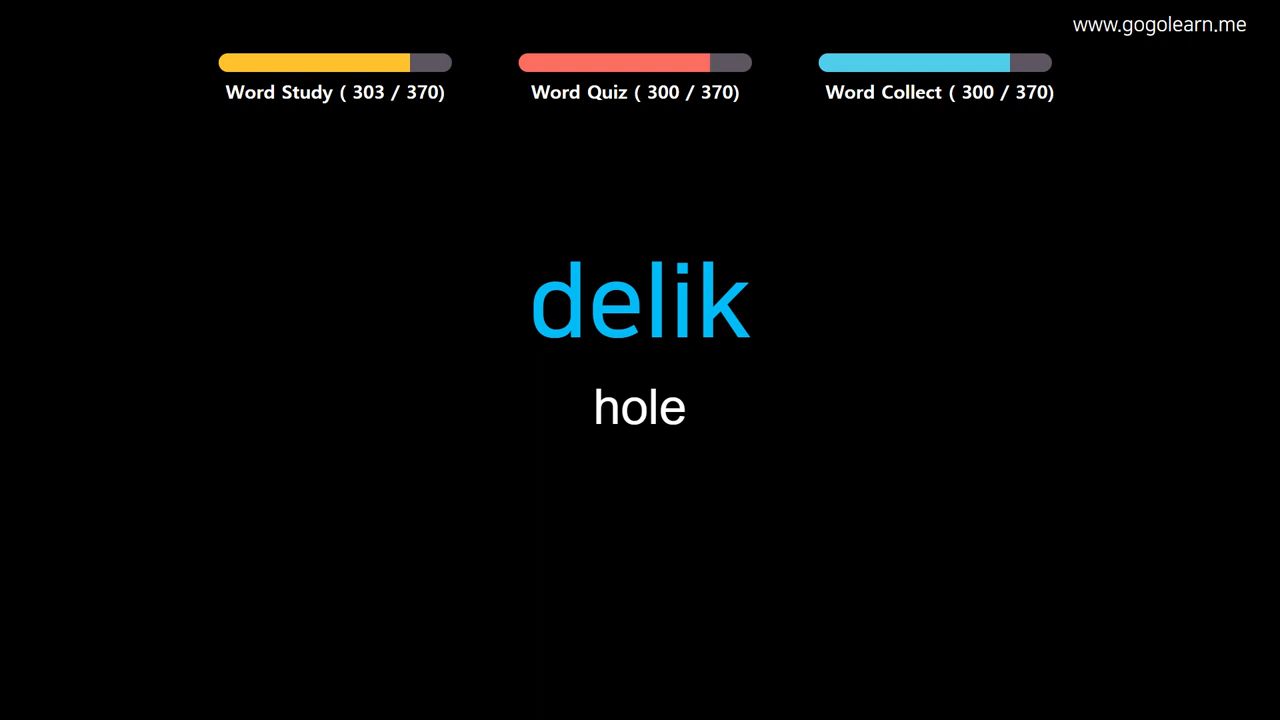 www.gogolearn.me
Word Study ( 303 / 370)
Word Quiz ( 300 / 370)
Word Collect ( 300 / 370)
delik
hole